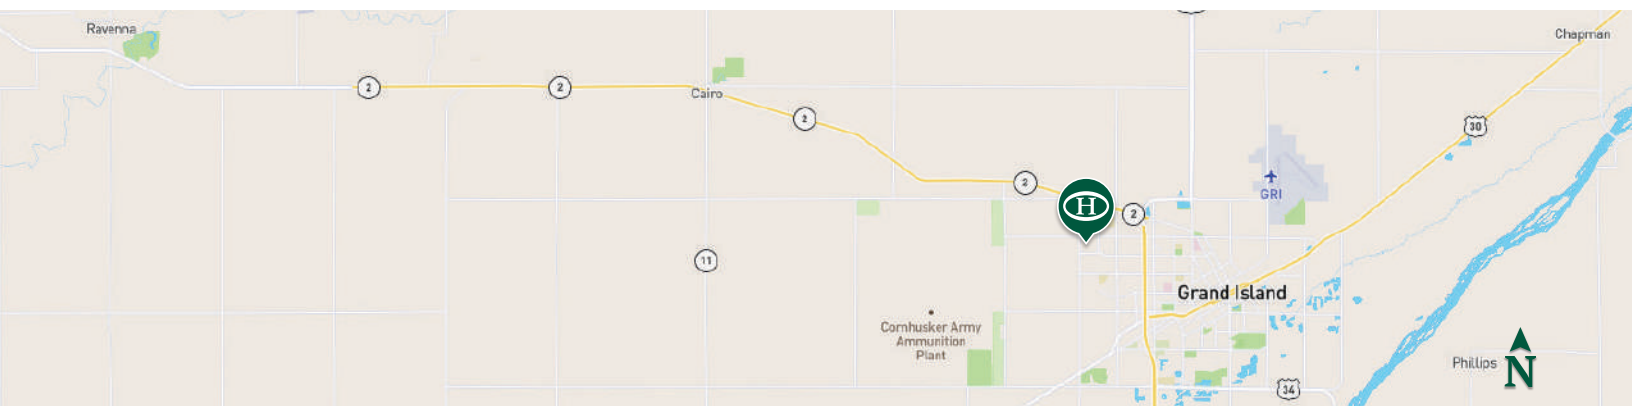 Ravenna
Chapman
2
2
Cairo
2
30
2
GRI
H
2
11
Grand Island
Cornhusker Army
Ammunition
Plant
Phillips
N
34